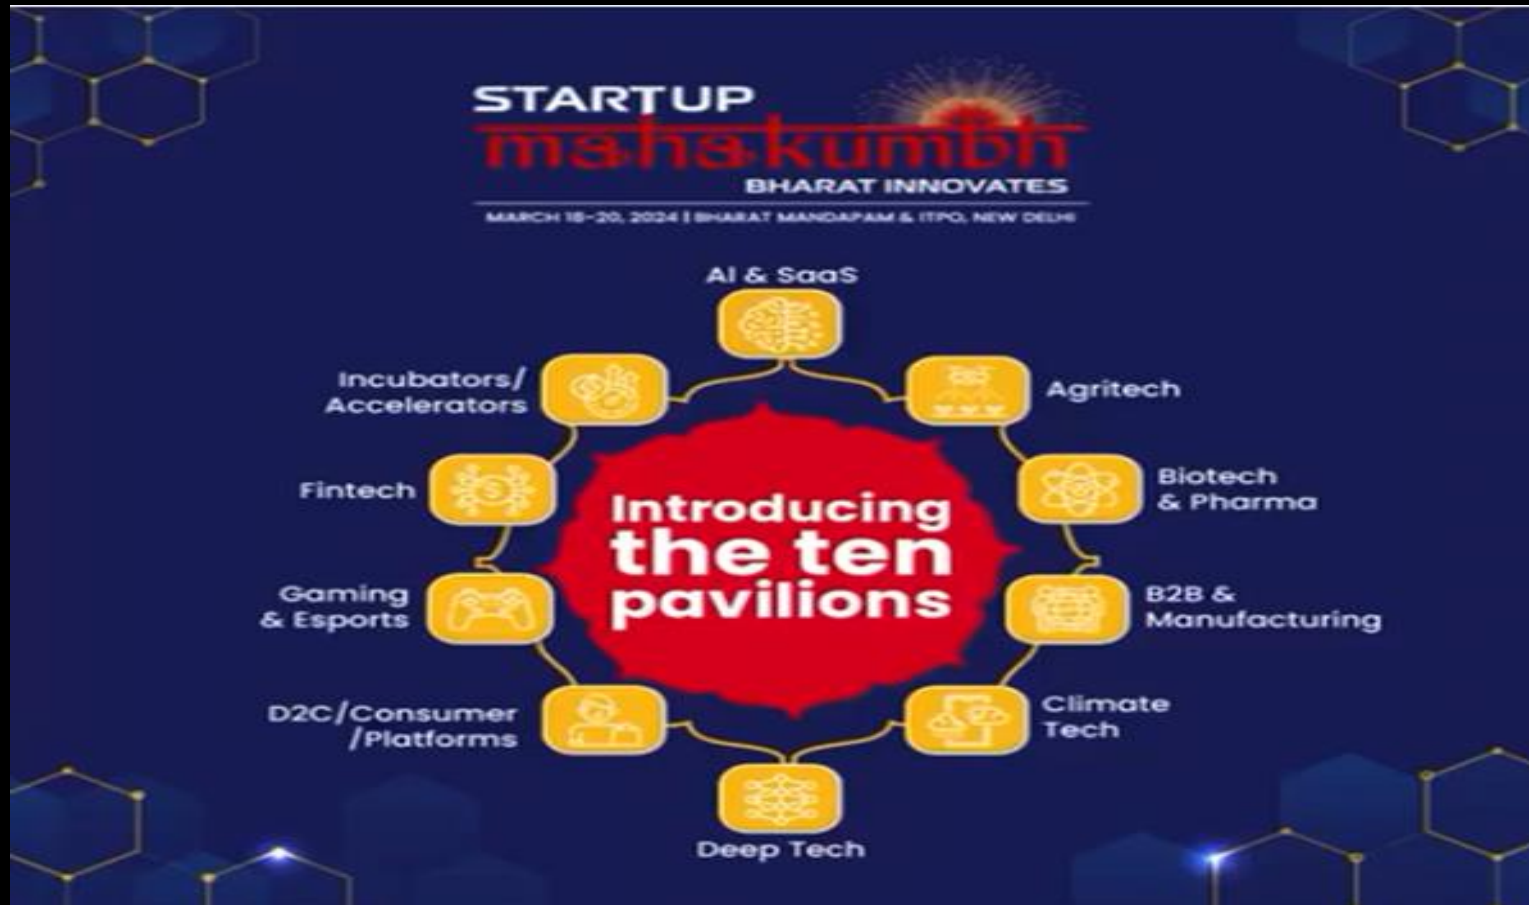 STARTUP
mahakumbh
BHARAT INNOVATES
MARCH 18-20, 2024 | BHARAT MANDAPAM & ITPO, NEW DELHI
AI & SaaS
Incubators/
Accelerators
Agritech
Fintech
Biotech
& Pharma
Introducing
the ten
pavilions
Gaming
& Esports
B2B &
Manufacturing
D2C/Consumer
/Platforms
Climate
Tech
Deep Tech